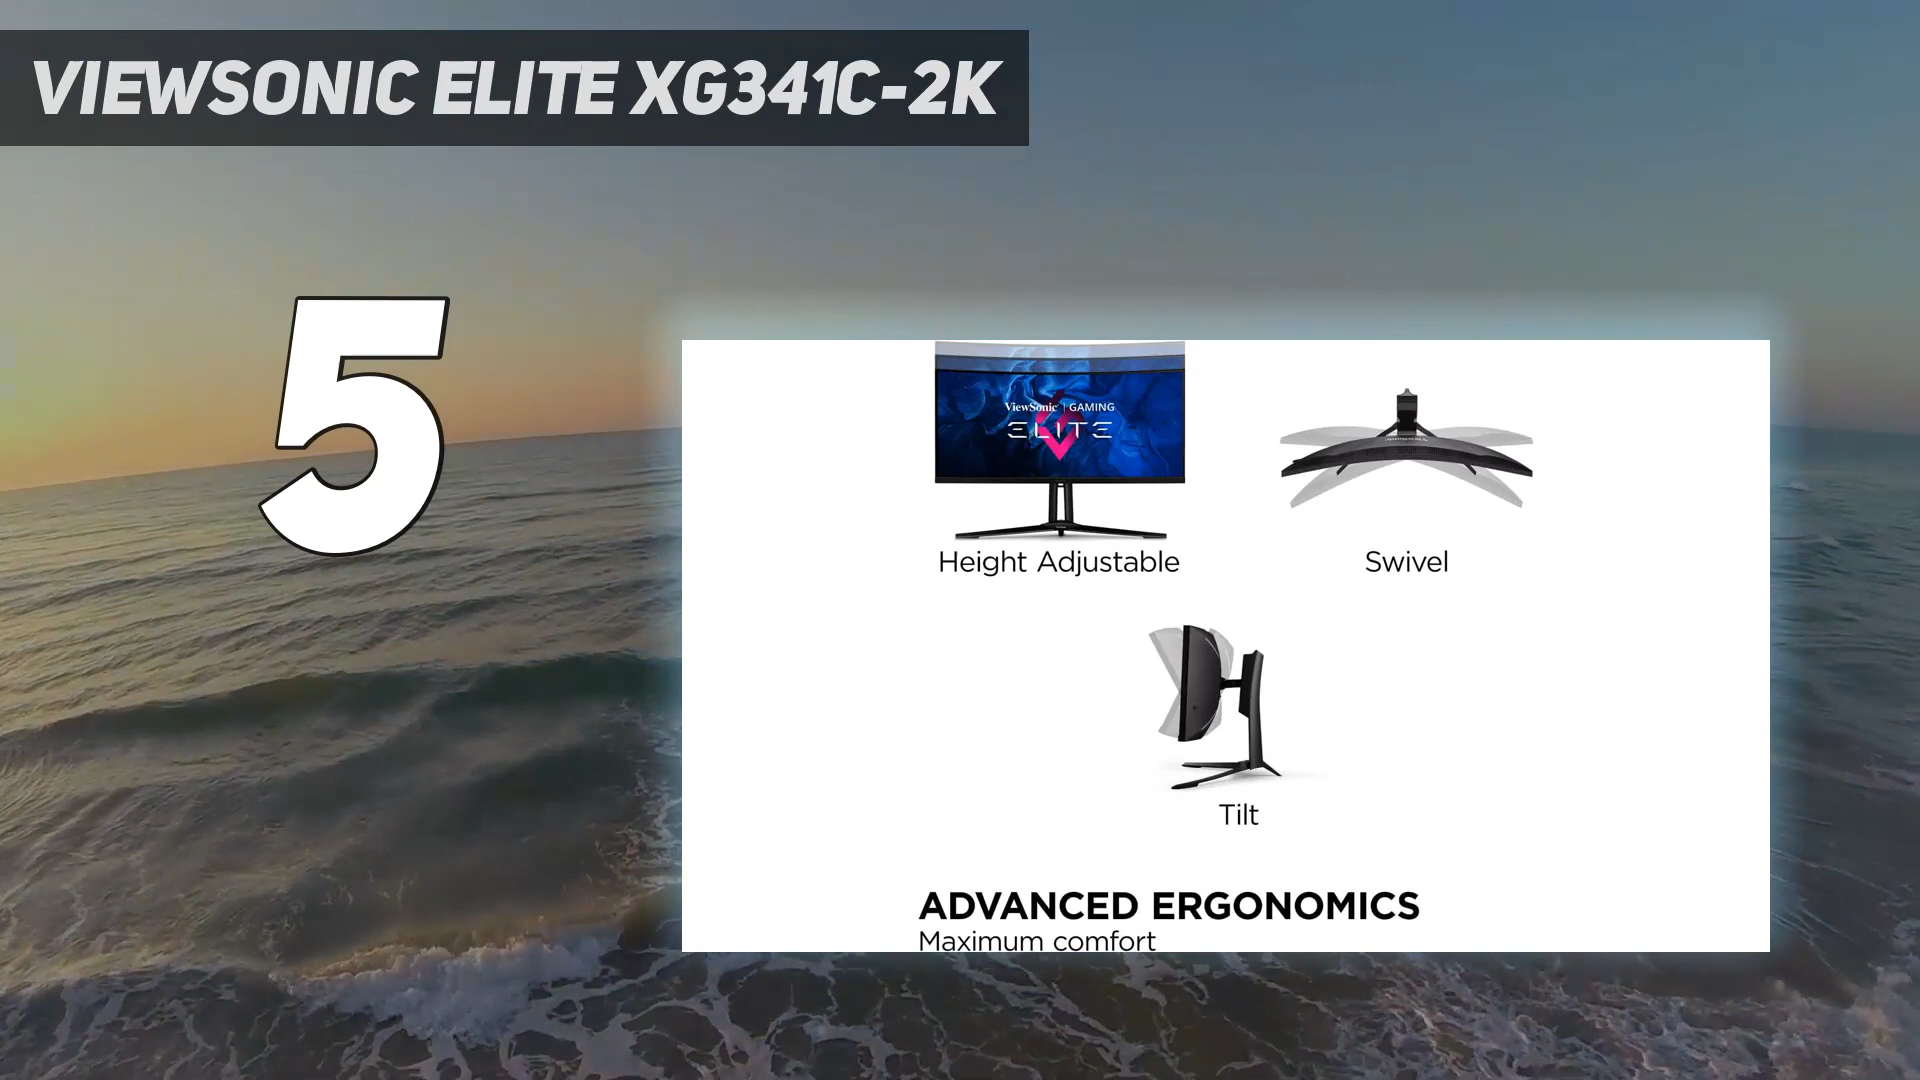 VIEWSONIC ELITE XG341C-2K
5
ViewSonic | GAMING
ELITE
Height Adjustable
Swivel
Tilt
ADVANCED ERGONOMICS
Maximum comfort